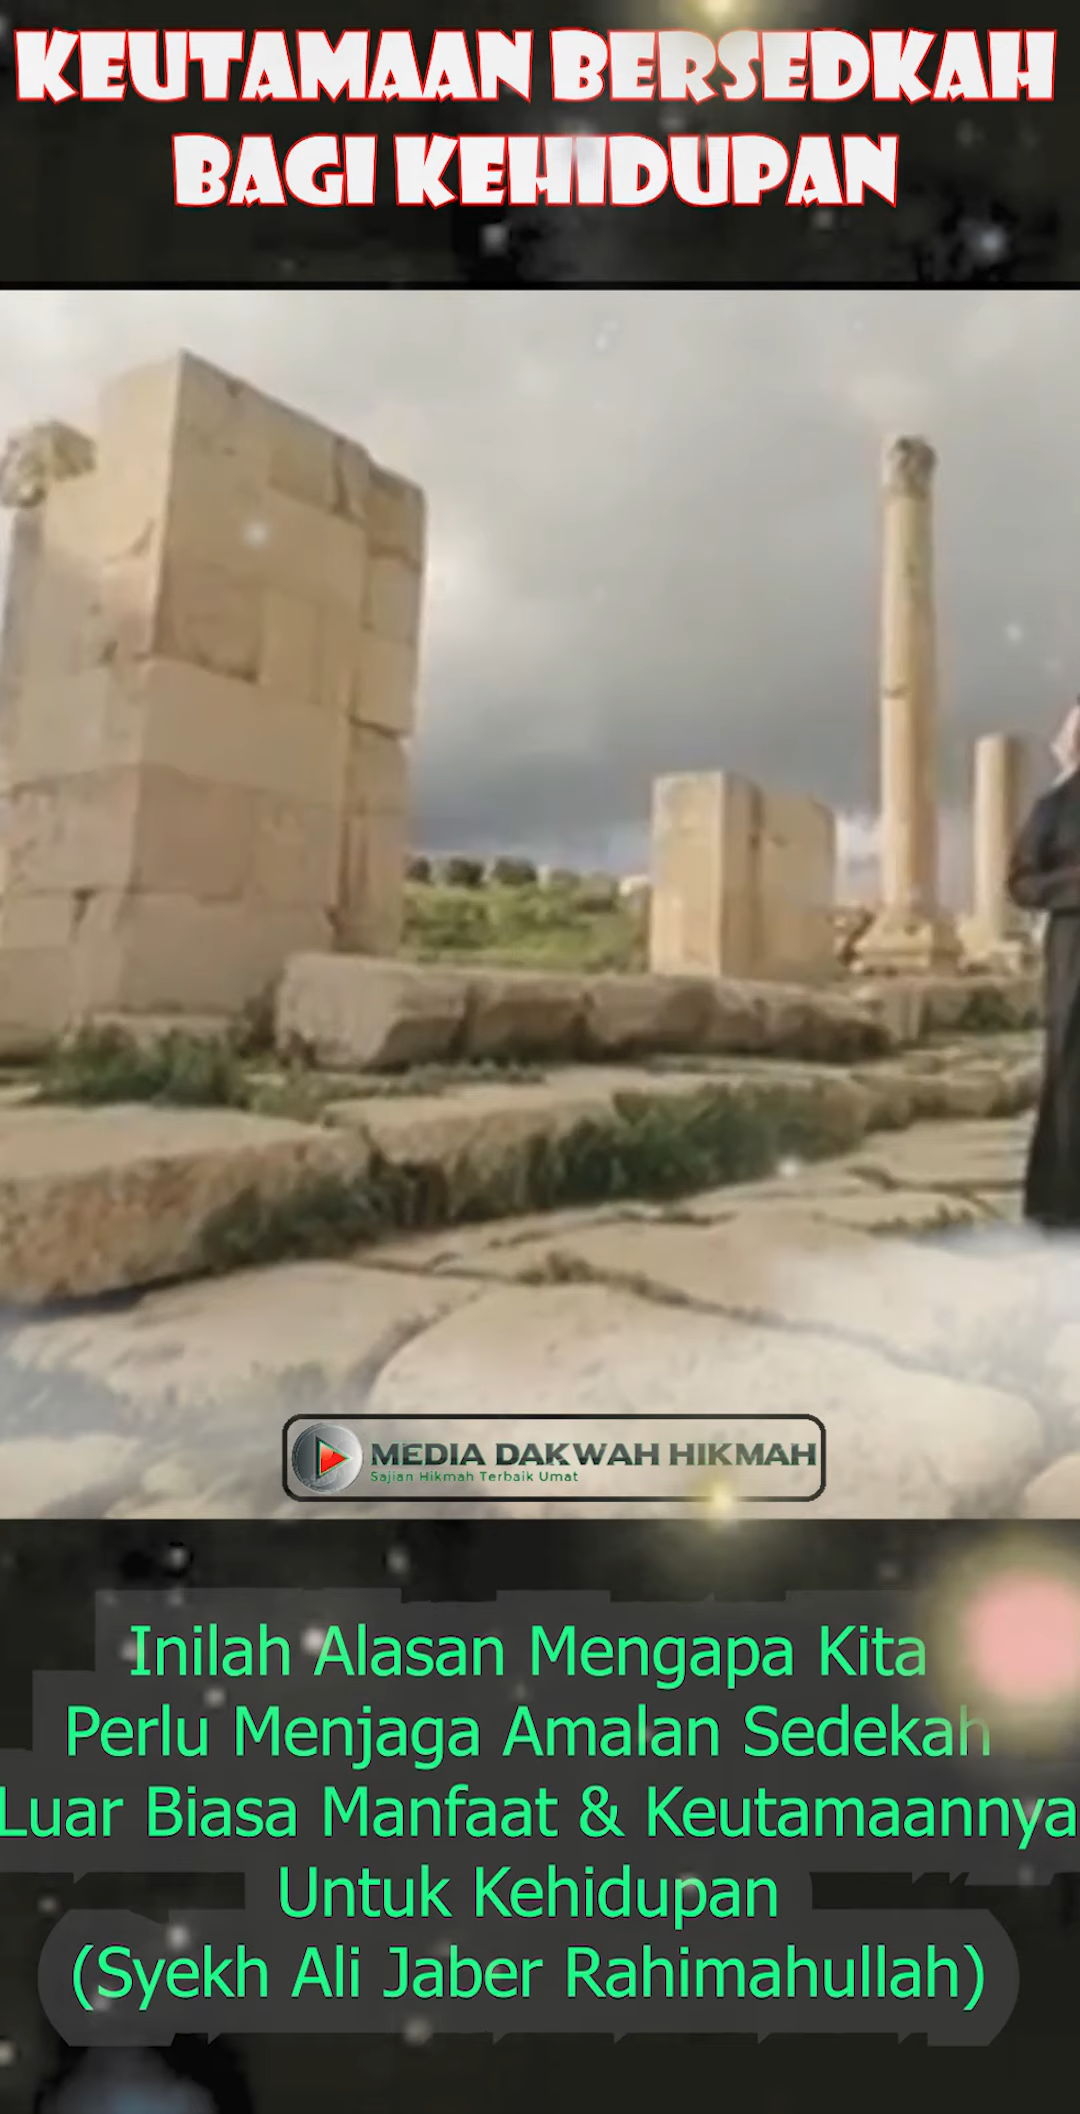 KEUTAMAAN BERSEDKAH
BAGI KEHIDUPAN
MEDIA DAKWAH HIKMAH
Sajian Hikmah Terbaik Umat
Inilah Alasan Mengapa Kita
Perlu Menjaga Amalan Sedekah
Luar Biasa Manfaat & Keutamaannya
Untuk Kehidupan
(Syekh Ali Jaber Rahimahullah)